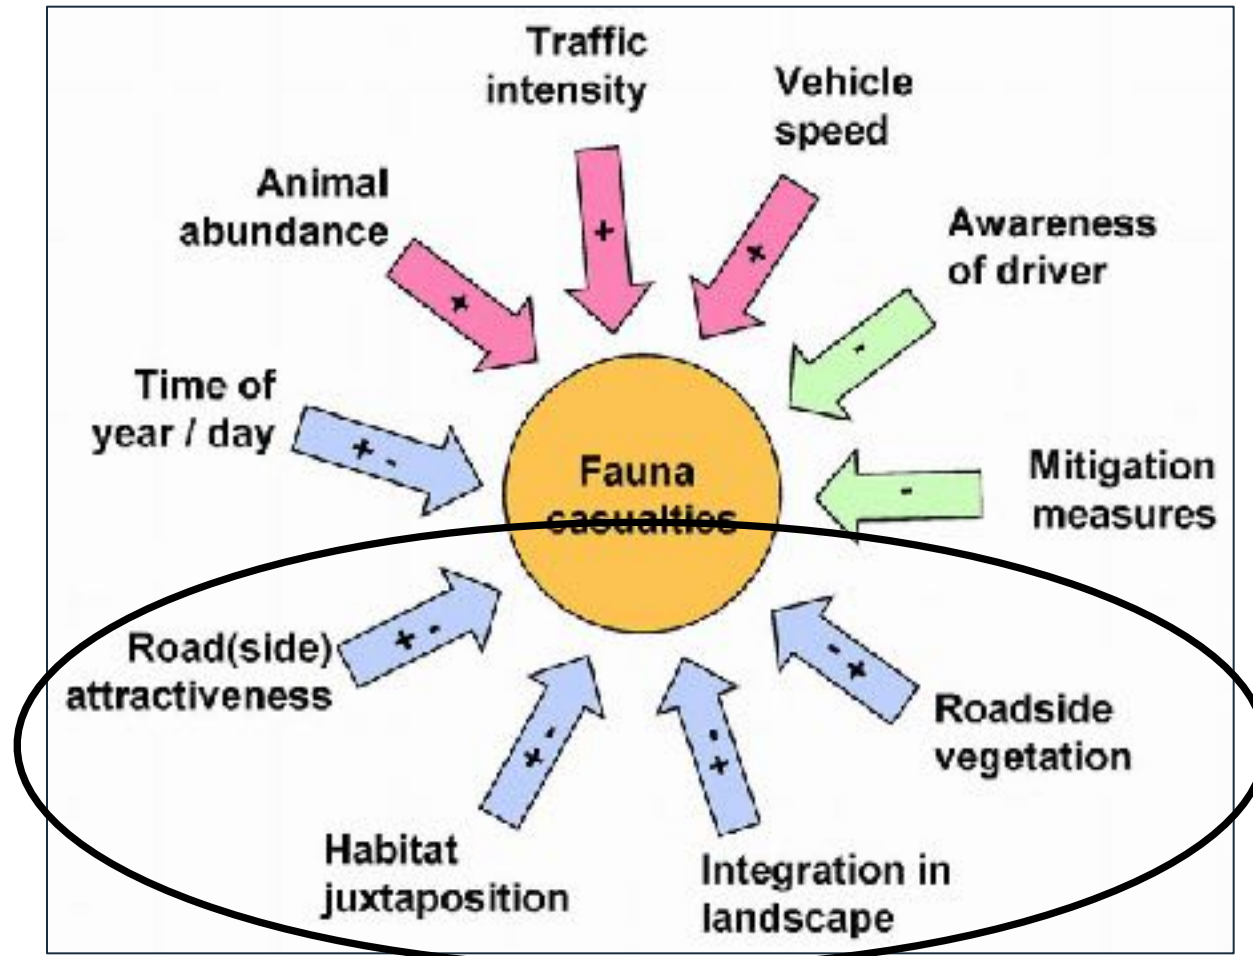 Traffic
intensity
Vehicle
speed
Animal
abundance
Awareness
of driver
+
+
+
-
Time of
year / day
+ -
Fauna
casualties
-
Mitigation
measures
Road(side)
attractiveness
+ -
- +
Roadside
vegetation
+ -
- +
Habitat
juxtaposition
Integration in
landscape